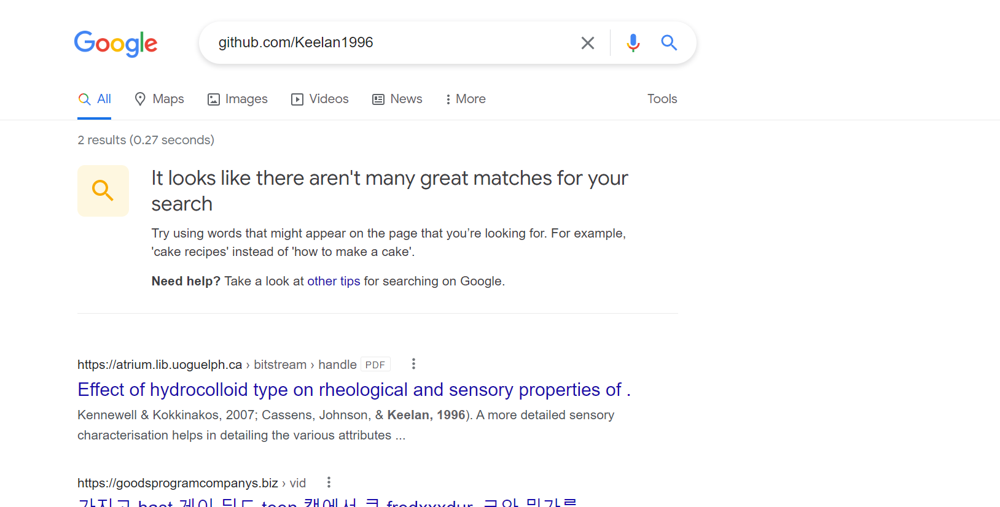 Google
github.com/Keelan1996
All Maps Images Videos News More Tools
2 results (0.27 seconds)
It looks like there aren't many great matches for your
search
Try using words that might appear on the page that you’re looking for. For example,
'cake recipes' instead of 'how to make a cake'.
Need help? Take a look at other tips for searching on Google.
https://atrium.lib.uoguelph.ca › bitstream › handle PDF
Effect of hydrocolloid type on rheological and sensory properties of .
Kennewell & Kokkinakos, 2007; Cassens, Johnson, & Keelan, 1996). A more detailed sensory
characterisation helps in detailing the various attributes ...
https://goodsprogramcompanys.biz › vid